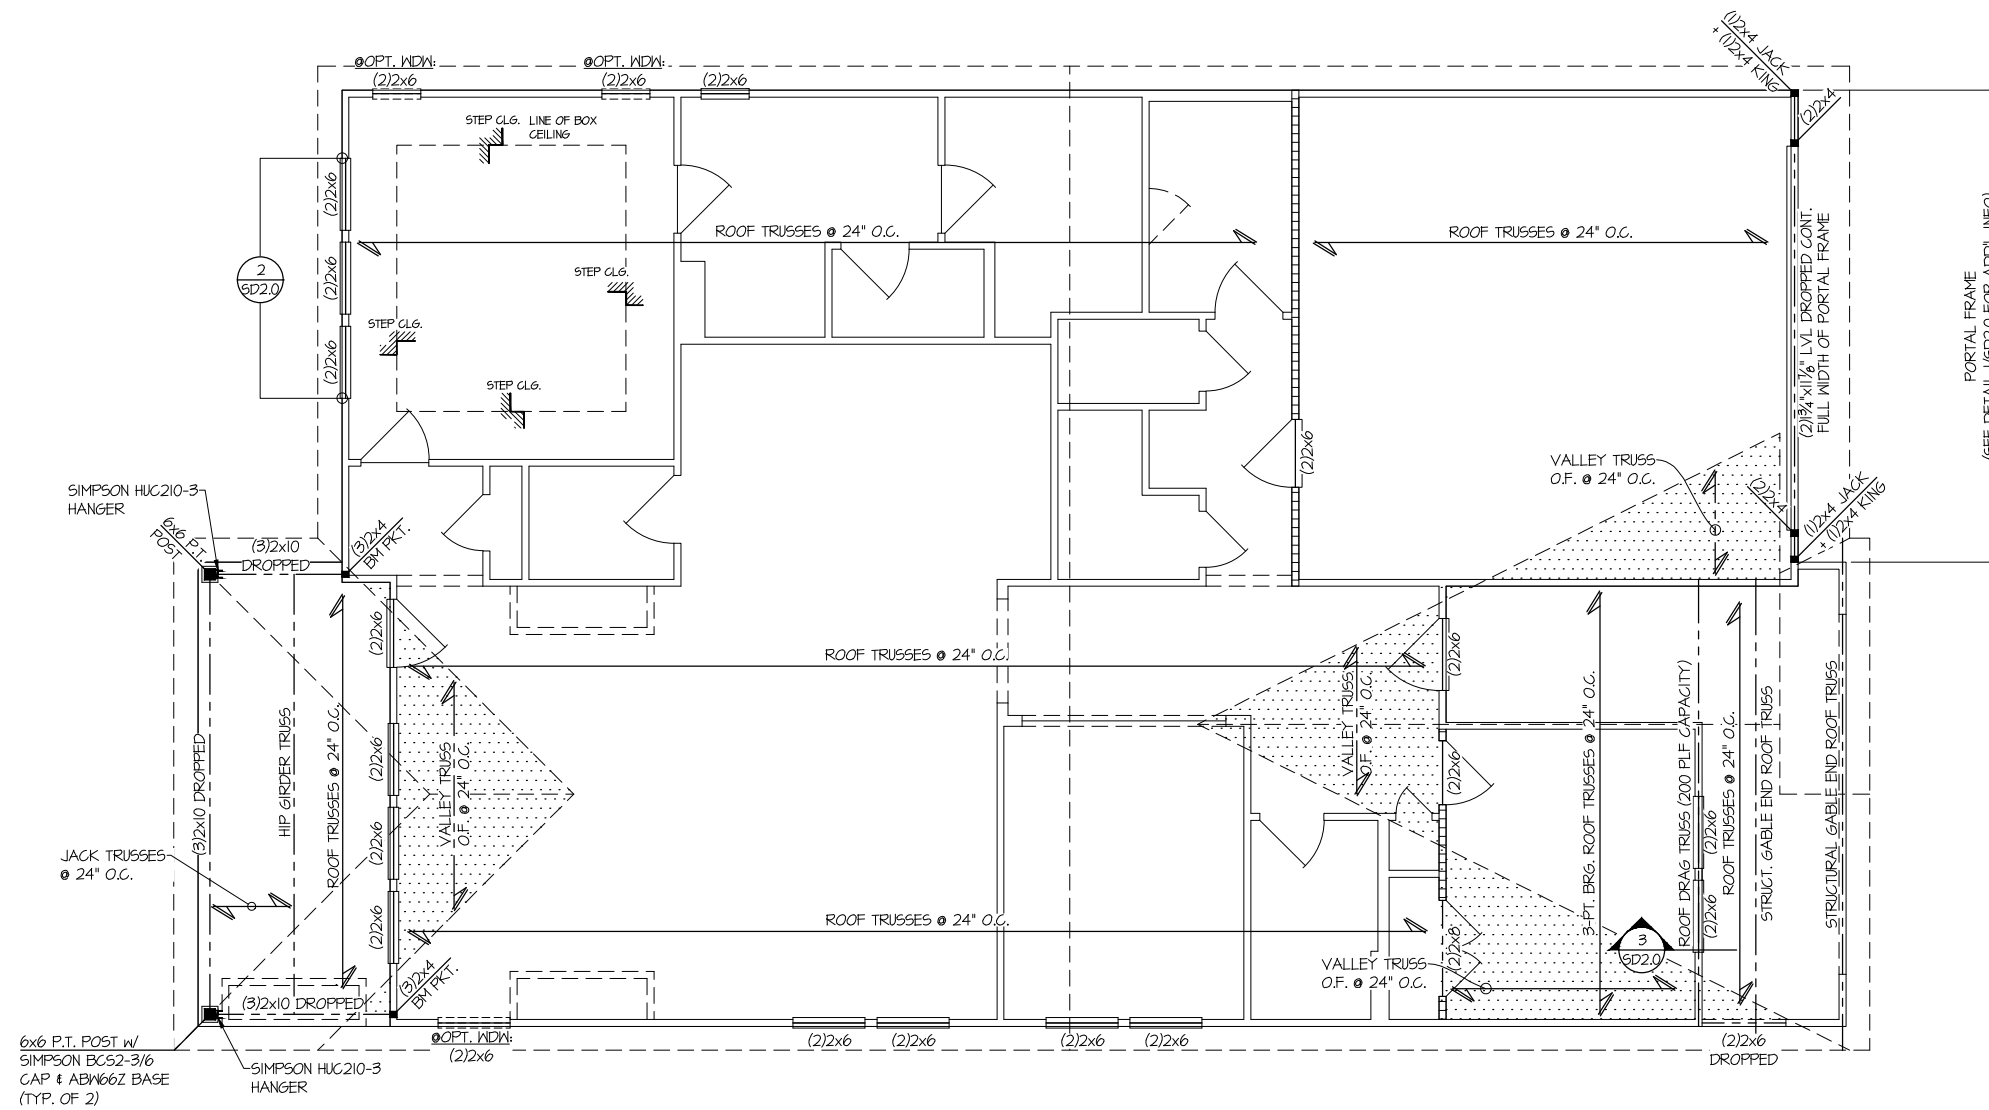 @OPT. WDW:
(2)2x6
@OPT. WDW:
(2)2x6
(2)2x6
(1)2x4 JACK
+ (1)2x4 KING
(2)2x4
STEP CLG.
LINE OF BOX
CEILING
(2)2x6
(2)2x6
(2)2x6
2
SD2.0
ROOF TRUSSES @ 24" O.C.
ROOF TRUSSES @ 24" O.C.
STEP CLG.
STEP CLG.
STEP CLG.
(2)1¾"x11⅞" LVL DROPPED CONT.
FULL WIDTH OF PORTAL FRAME
PORTAL FRAME
(2)2x6
VALLEY TRUSS
O.F. @ 24" O.C.
(2)2x4
(1)2x4 JACK
+ (1)2x4 KING
SIMPSON HUC210-3
HANGER
6x6 P.T.
POST
(3)2x10
DROPPED
(3)2x4
BM PKT.
(2)2x6
(2)2x6
(2)2x6
(2)2x6
ROOF TRUSSES @ 24" O.C.
(3)2x10 DROPPED
HIP GIRDER TRUSS
ROOF TRUSSES @ 24" O.C.
VALLEY TRUSS
O.F. @ 24" O.C.
VALLEY TRUSS
O.F. @ 24" O.C.
(2)2x6
(2)2x6
3-PT. BRG. ROOF TRUSSES @ 24" O.C.
ROOF DRAG TRUSS (200 PLF CAPACITY)
(2)2x6
(2)2x6
ROOF TRUSSES @ 24" O.C.
STRUCT. GABLE END ROOF TRUSS
STRUCTURAL GABLE END ROOF TRUSS
JACK TRUSSES
@ 24" O.C.
ROOF TRUSSES @ 24" O.C.
(2)2x8
3
SD2.0
VALLEY TRUSS
O.F. @ 24" O.C.
(3)2x10 DROPPED
(3)2x4
BM PKT.
@OPT. WDW:
(2)2x6
(2)2x6
(2)2x6
(2)2x6
(2)2x6
(2)2x6
DROPPED
6x6 P.T. POST w/
SIMPSON BCS2-3/6
CAP & ABW66Z BASE
(TYP. OF 2)
SIMPSON HUC210-3
HANGER